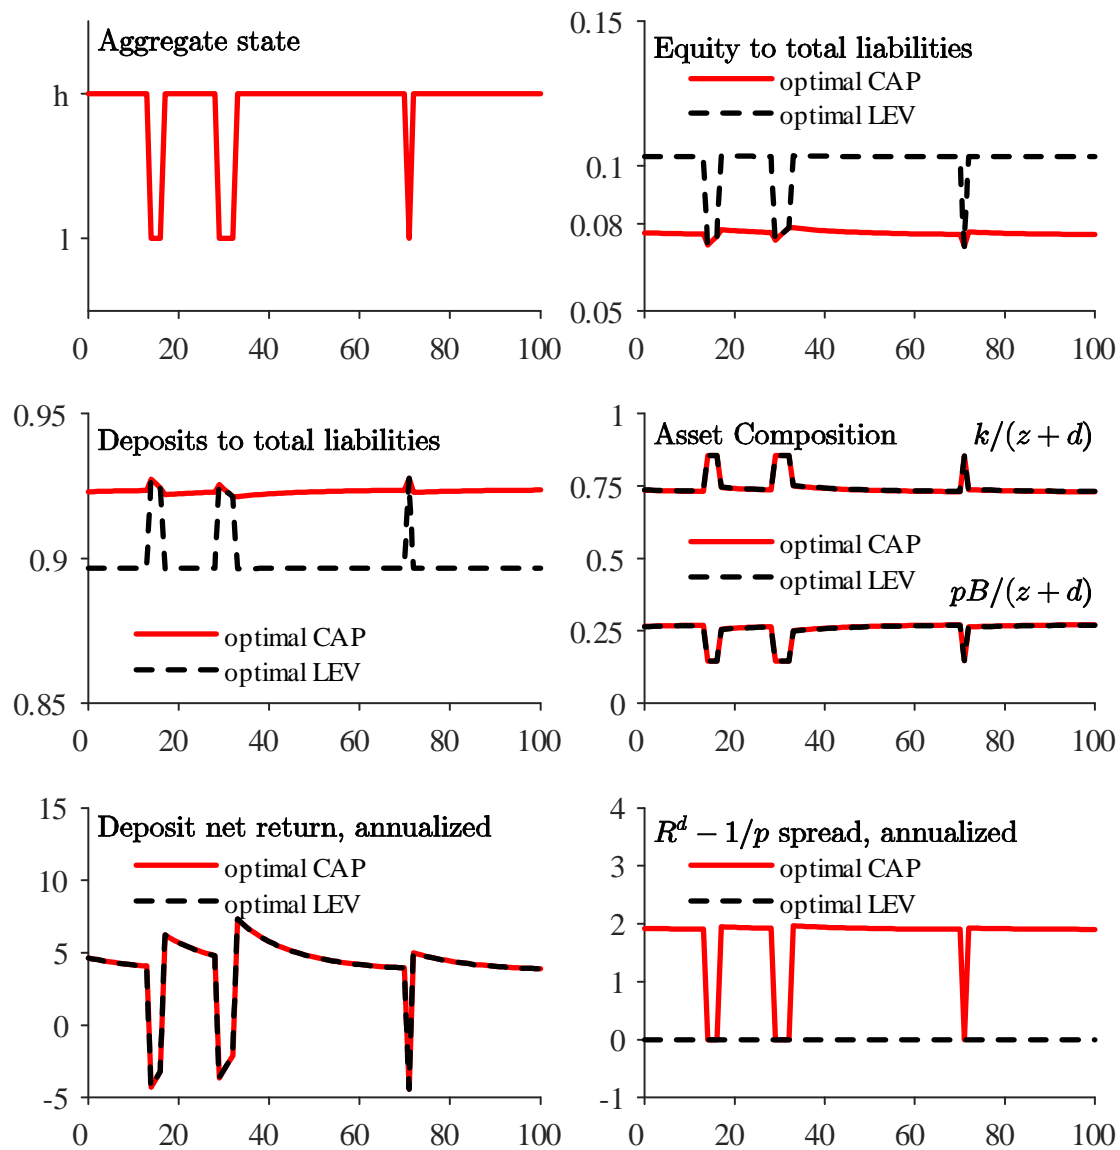 Aggregate state
h
l
0 20 40 60 80 100
Equity to total liabilities
optimal CAP
optimal LEV
0.15
0.1
0.08
0.05
0 20 40 60 80 100
Deposits to total liabilities
optimal CAP
optimal LEV
0.95
0.9
0.85
0 20 40 60 80 100
Asset Composition
k/(z + d)
optimal CAP
optimal LEV
pB/(z + d)
1
0.75
0.5
0.25
0
0 20 40 60 80 100
Deposit net return, annualized
optimal CAP
optimal LEV
15
10
5
0
-5
0 20 40 60 80 100
R^d − 1/p spread, annualized
optimal CAP
optimal LEV
4
3
2
1
0
-1
0 20 40 60 80 100